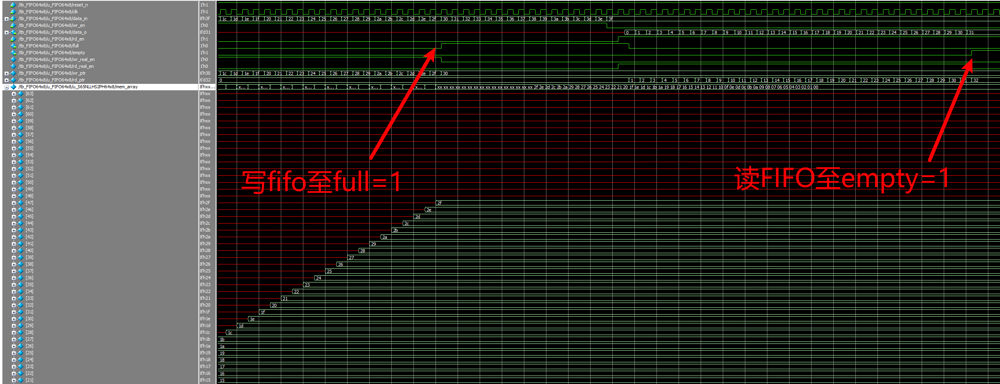 /tb_FIFO64x8/u_FIFO64x8/reset_n 1'h1
/tb_FIFO64x8/u_FIFO64x8/clk 1'h1
/tb_FIFO64x8/u_FIFO64x8/data_in 8'h3f 1c 1d 1e 1f 20 21 22 23 24 25 26 27 28 29 2a 2b 2c 2d 2e 2f 30 31 32 33 34 35 36 37 38 39 3a 3b 3c 3d 3e 3f
/tb_FIFO64x8/u_FIFO64x8/wr_en 1'h0
/tb_FIFO64x8/u_FIFO64x8/data_o 8'd31 0 1 2 3 4 5 6 7 8 9 10 11 12 13 14 15 16 17 18 19 20 21 22 23 24 25 26 27 28 29 30 31
/tb_FIFO64x8/u_FIFO64x8/rd_en 1'h1
/tb_FIFO64x8/u_FIFO64x8/full 1'h0
/tb_FIFO64x8/u_FIFO64x8/empty 1'h1
/tb_FIFO64x8/u_FIFO64x8/wr_real_en 1'h0
/tb_FIFO64x8/u_FIFO64x8/rd_real_en 1'h0
/tb_FIFO64x8/u_FIFO64x8/wr_ptr 6'h30 1c 1d 1e 1f 20 21 22 23 24 25 26 27 28 29 2a 2b 2c 2d 2e 2f 30
/tb_FIFO64x8/u_FIFO64x8/rd_ptr 6'd32 0 1 2 3 4 5 6 7 8 9 10 11 12 13 14 15 16 17 18 19 20 21 22 23 24 25 26 27 28 29 30 32
/tb_FIFO64x8/u_FIFO64x8/u_S65NLLHS2PH64x8/mem_array 8'hxx... x... x... x... x... x... x... x... x... x... xx xx xx xx xx xx xx xx xx xx xx xx xx xx xx xx 2f 2e 2d 2c 2b 2a 29 28 27 26 25 24 23 22 21 20 1f 1e 1d 1c 1b 1a 19 18 17 16 15 14 13 12 11 10 0f 0e 0d 0c 0b 0a 09 08 07 06 05 04 03 02 01 00
[63] 8'hxx
[62] 8'hxx
[61] 8'hxx
[60] 8'hxx
[59] 8'hxx
[58] 8'hxx
[57] 8'hxx
[56] 8'hxx
[55] 8'hxx
[54] 8'hxx
[53] 8'hxx
[52] 8'hxx
[51] 8'hxx
[50] 8'hxx
[49] 8'hxx
[48] 8'hxx
写fifo至full=1
读FIFO至empty=1
[47] 8'h2f 2f
[46] 8'h2e 2e
[45] 8'h2d 2d
[44] 8'h2c 2c
[43] 8'h2b 2b
[42] 8'h2a 2a
[41] 8'h29 29
[40] 8'h28 28
[39] 8'h27 27
[38] 8'h26 26
[37] 8'h25 25
[36] 8'h24 24
[35] 8'h23 23
[34] 8'h22 22
[33] 8'h21 21
[32] 8'h20 20
[31] 8'h1f 1f
[30] 8'h1e 1e
[29] 8'h1d 1d
[28] 8'h1c 1c
[27] 8'h1b 1b
[26] 8'h1a 1a
[25] 8'h19 19
[24] 8'h18 18
[23] 8'h17 17
[22] 8'h16 16
[21] 8'h15 15